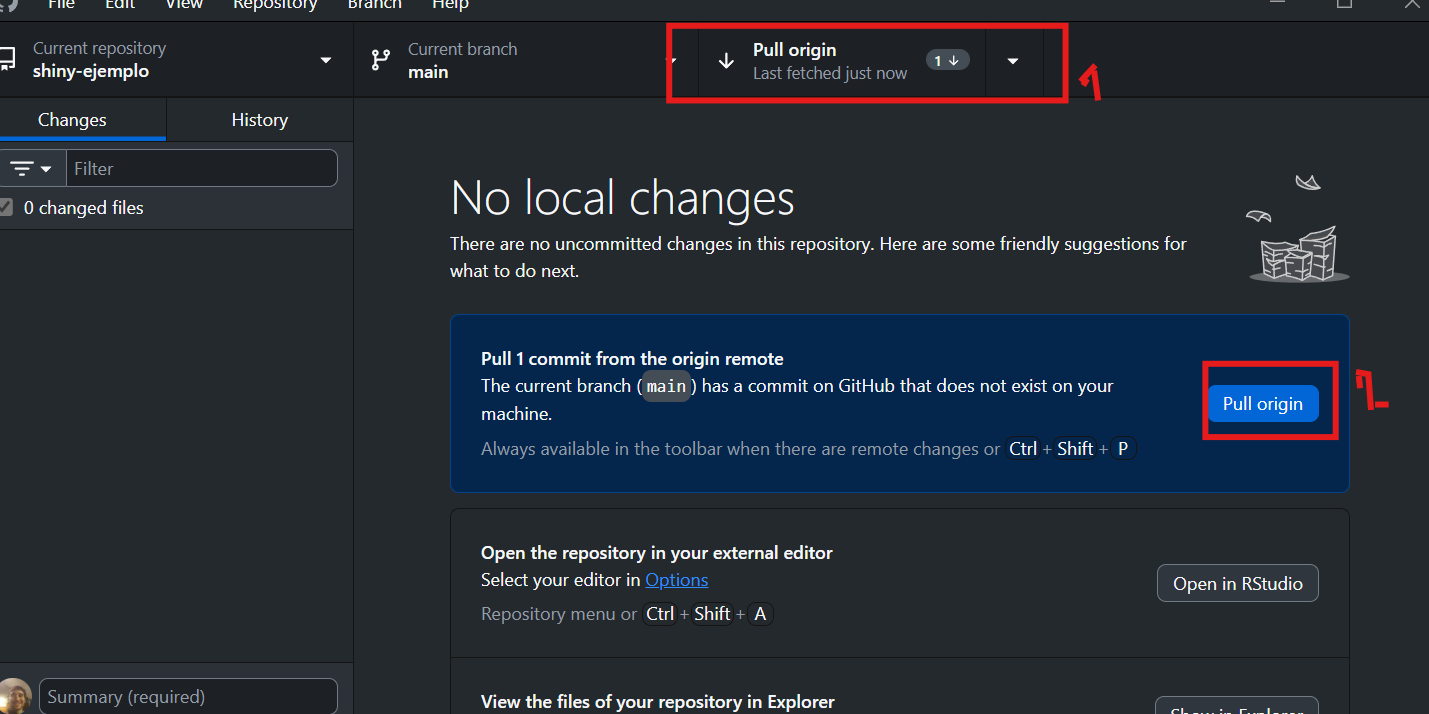 File Edit View Repository Branch Help
Current repository
shiny-ejemplo
Current branch
main
Pull origin
Last fetched just now
1
1
Changes History
Filter
0 changed files
No local changes
There are no uncommitted changes in this repository. Here are some friendly suggestions for
what to do next.
Pull 1 commit from the origin remote
The current branch (main) has a commit on GitHub that does not exist on your
machine.
Pull origin
Always available in the toolbar when there are remote changes or Ctrl + Shift + P
Open the repository in your external editor
Select your editor in Options
Open in RStudio
Repository menu or Ctrl + Shift + A
View the files of your repository in Explorer
Show in Explorer
Summary (required)